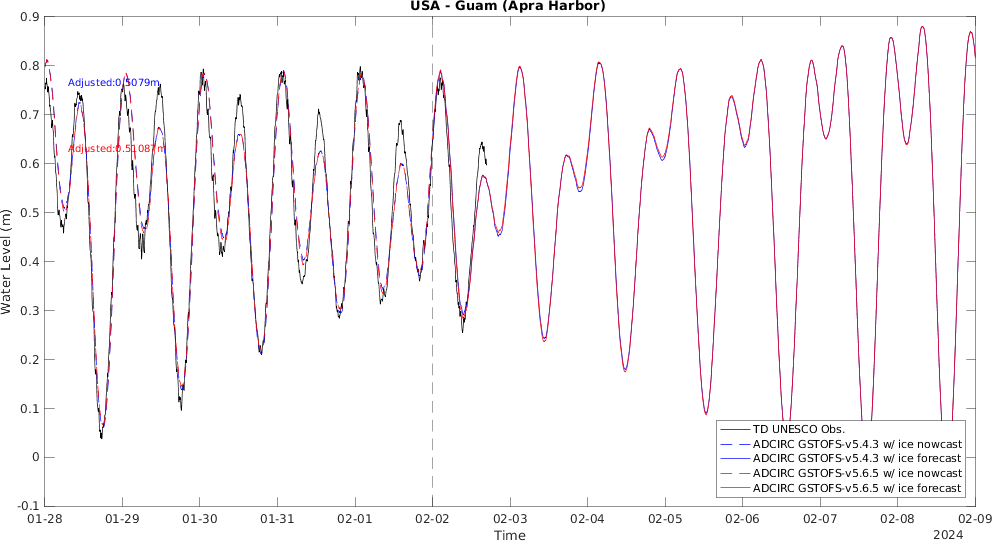 USA - Guam (Apra Harbor)
0.9
0.8
0.7
0.6
0.5
0.4
0.3
0.2
0.1
0
-0.1
Water Level (m)
Adjusted:0.5079m
Adjusted:0.51087m
TD UNESCO Obs.
ADCIRC GSTOFS-v5.4.3 w/ ice nowcast
ADCIRC GSTOFS-v5.4.3 w/ ice forecast
ADCIRC GSTOFS-v5.6.5 w/ ice nowcast
ADCIRC GSTOFS-v5.6.5 w/ ice forecast
01-28 01-29 01-30 01-31 02-01 02-02 02-03 02-04 02-05 02-06 02-07 02-08 02-09
Time
2024